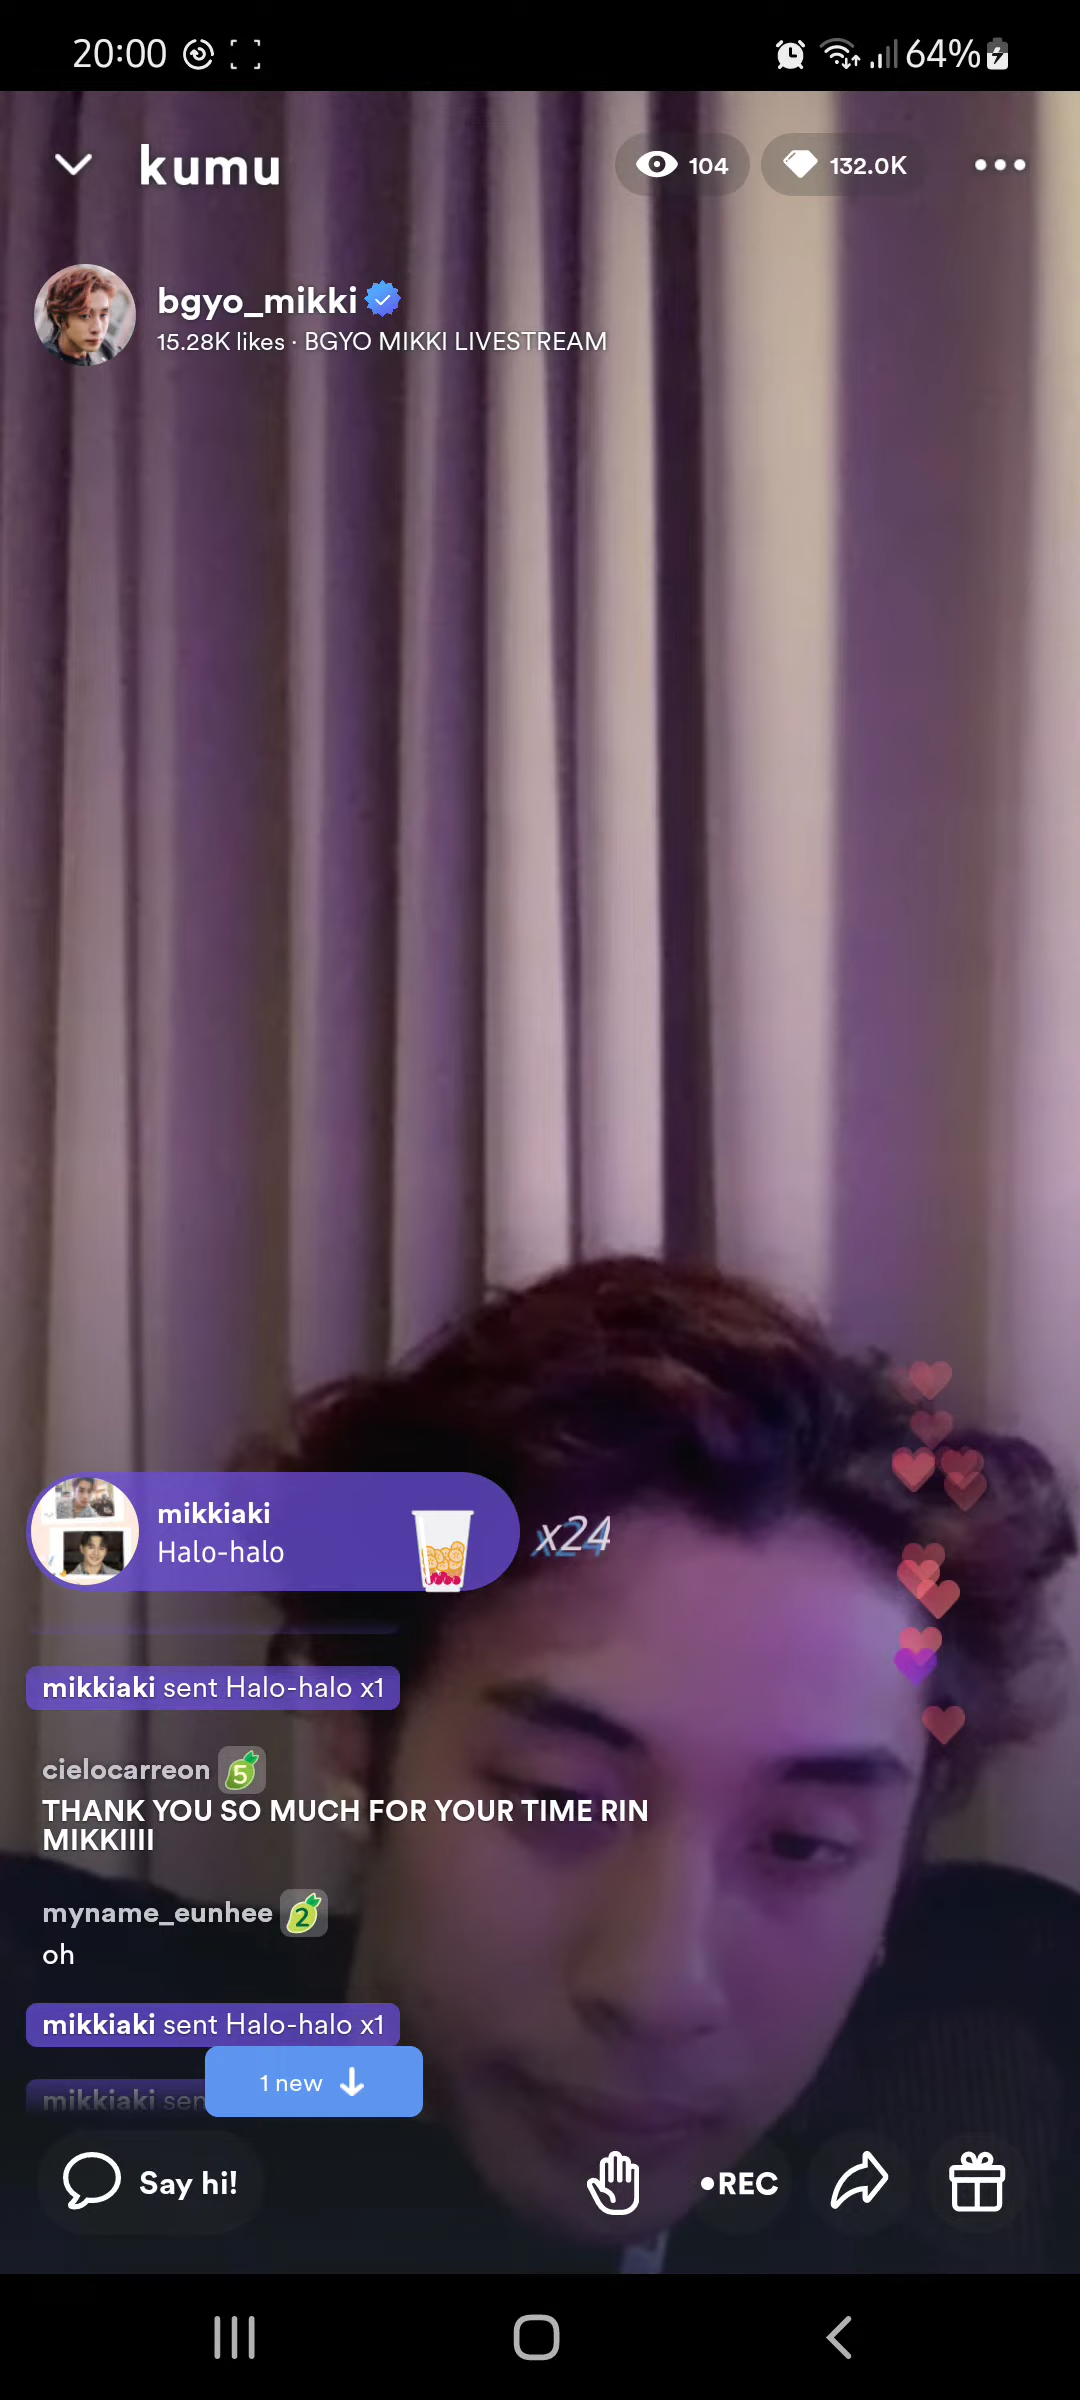 20:00 64%
kumu 104 132.0K
bgyo_mikki
15.28K likes · BGYO MIKKI LIVESTREAM
mikkiaki
Halo-halo
x24
mikkiaki sent Halo-halo x1
cielocarreon 5
THANK YOU SO MUCH FOR YOUR TIME RIN
MIKKIIII
myname_eunhee 2
oh
mikkiaki sent Halo-halo x1
mikkiaki sen
1 new
Say hi! •REC